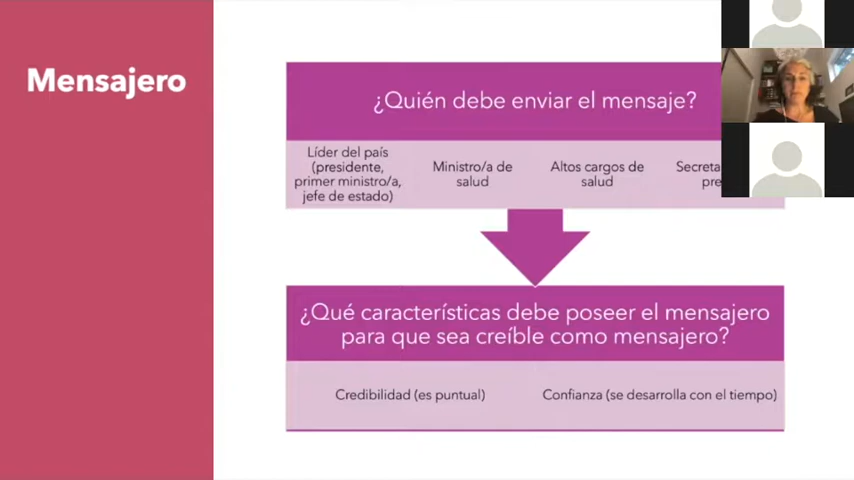 Mensajero
¿Quién debe enviar el mensaje?
Líder del país
(presidente,
primer ministro/a,
jefe de estado)
Ministro/a de
salud
Altos cargos de
salud
¿Qué características debe poseer el mensajero
para que sea creíble como mensajero?
Credibilidad (es puntual)
Confianza (se desarrolla con el tiempo)